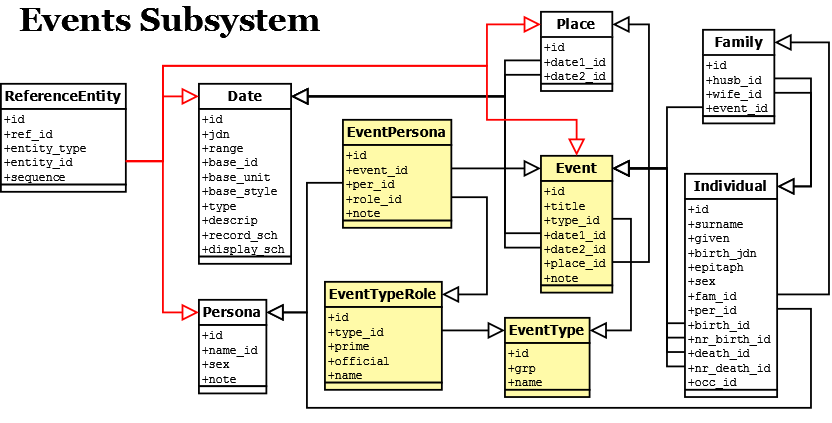 Events Subsystem
ReferenceEntity
+id
+ref_id
+entity_type
+entity_id
+sequence
Date
+id
+jdn
+range
+base_id
+base_unit
+base_style
+type
+descrip
+record_sch
+display_sch
Persona
+id
+name_id
+sex
+note
EventPersona
+id
+event_id
+per_id
+role_id
+note
EventTypeRole
+id
+type_id
+prime
+official
+name
Place
+id
+date1_id
+date2_id
Event
+id
+title
+type_id
+date1_id
+date2_id
+place_id
+note
EventType
+id
+grp
+name
Family
+id
+husb_id
+wife_id
+event_id
Individual
+id
+surname
+given
+birth_jdn
+epitaph
+sex
+fam_id
+per_id
+birth_id
+nr_birth_id
+death_id
+nr_death_id
+occ_id